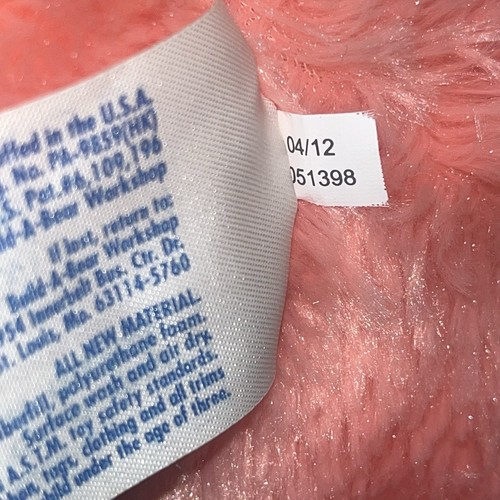 in the U.S.A
No. PA-9859(HK)
Pat. #6,109,196
-A-Bear Workshop
If lost, return to:
Build-A-Bear Workshop
954 Innerbelt Bus. Ctr. Dr.
Louis, Mo. 63114-5760
ALL NEW MATERIAL
polyurethane foam.
Surface wash and air dry.
A.S.T.M. toy safety standards.
tags, clothing and all trims
under the age of three.
04/12
051398